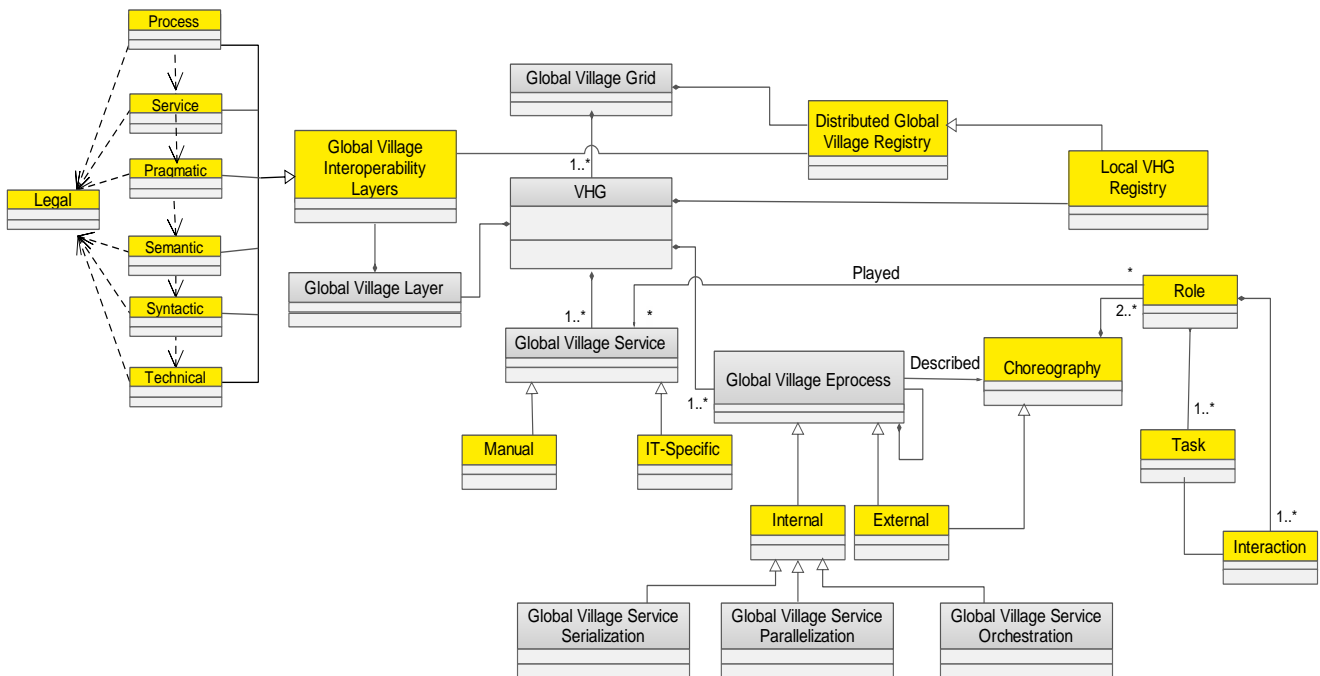 Process
Service
Pragmatic
Legal
Semantic
Syntactic
Technical
Global Village
Interoperability
Layers
Global Village Layer
Global Village Grid
1..*
VHG
Distributed Global
Village Registry
Local VHG
Registry
Played
*
*
1..*
Global Village Service
Manual
IT-Specific
1..*
Global Village Eprocess
Described
Choreography
2..*
Role
1..*
Task
1..*
Interaction
Internal
External
Global Village Service
Serialization
Global Village Service
Parallelization
Global Village Service
Orchestration